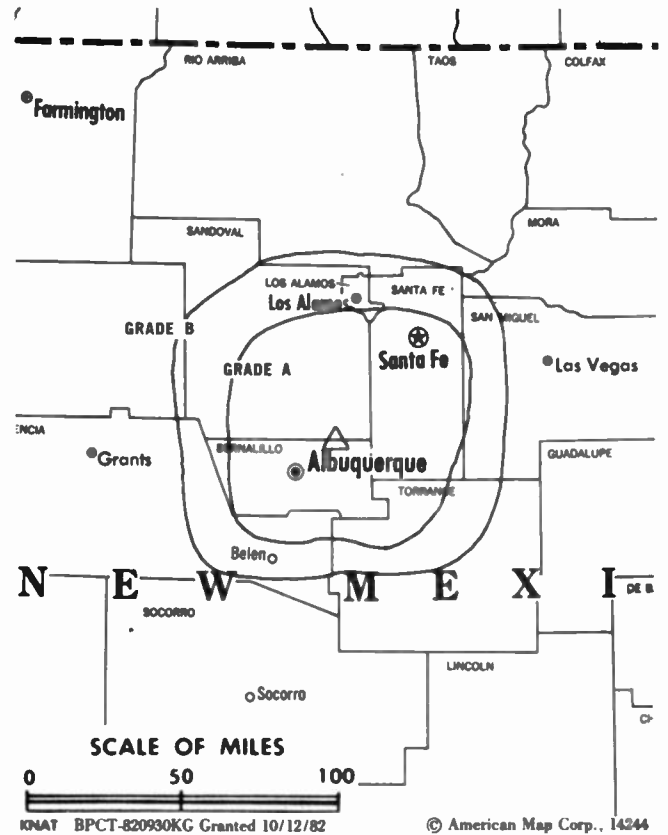 RIO ARRIBA
TAOS
COLFAX
Farmington
MORA
SANDOVAL
LOS ALAMOS
Los Alamos
SANTA FE
SAN MIGUEL
GRADE B
GRADE A
Santa Fe
Las Vegas
ENCIA
Grants
BERNALILLO
Albuquerque
GUADALUPE
TORRANCE
Belen
N E W M E X I
DE B
SOCORRO
LINCOLN
Socorro
CH
SCALE OF MILES
0 50 100
KNAT BPCT-820930KG Granted 10/12/82 © American Map Corp., 14244